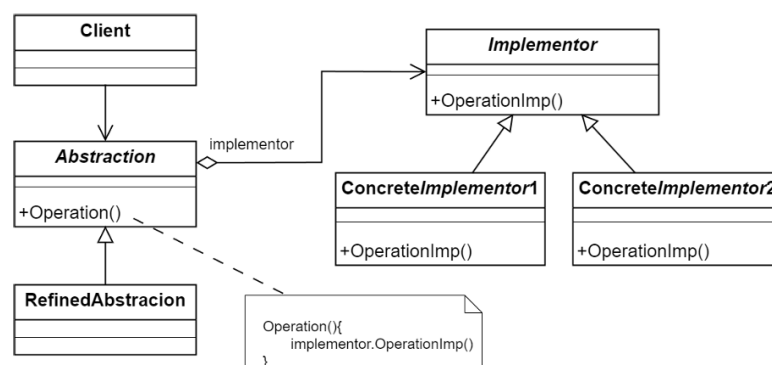 Client
Implementor
+OperationImp()
implementor
Abstraction
+Operation()
ConcreteImplementor1
ConcreteImplementor2
+OperationImp()
+OperationImp()
RefinedAbstracion
Operation(){
implementor.OperationImp()
}